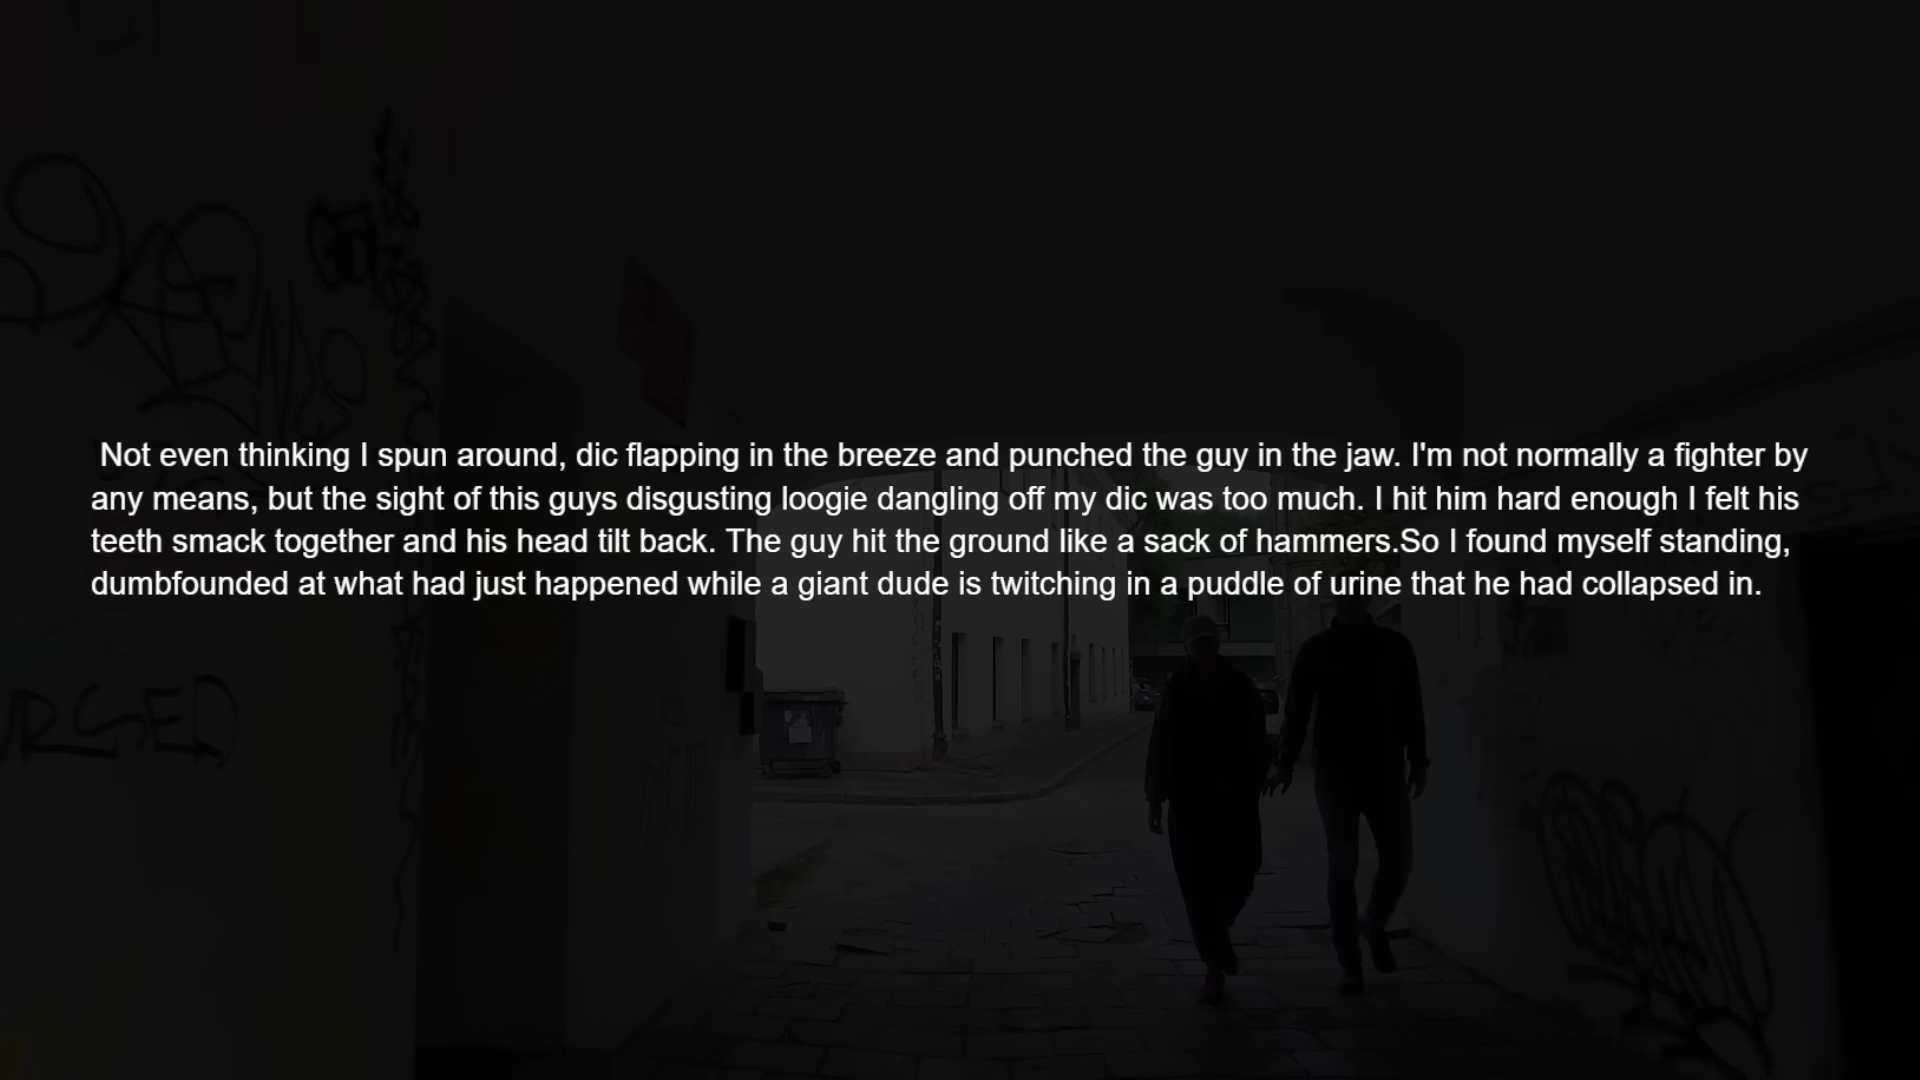 Not even thinking I spun around, dic flapping in the breeze and punched the guy in the jaw. I'm not normally a fighter by
any means, but the sight of this guys disgusting loogie dangling off my dic was too much. I hit him hard enough I felt his
teeth smack together and his head tilt back. The guy hit the ground like a sack of hammers.So I found myself standing,
dumbfounded at what had just happened while a giant dude is twitching in a puddle of urine that he had collapsed in.